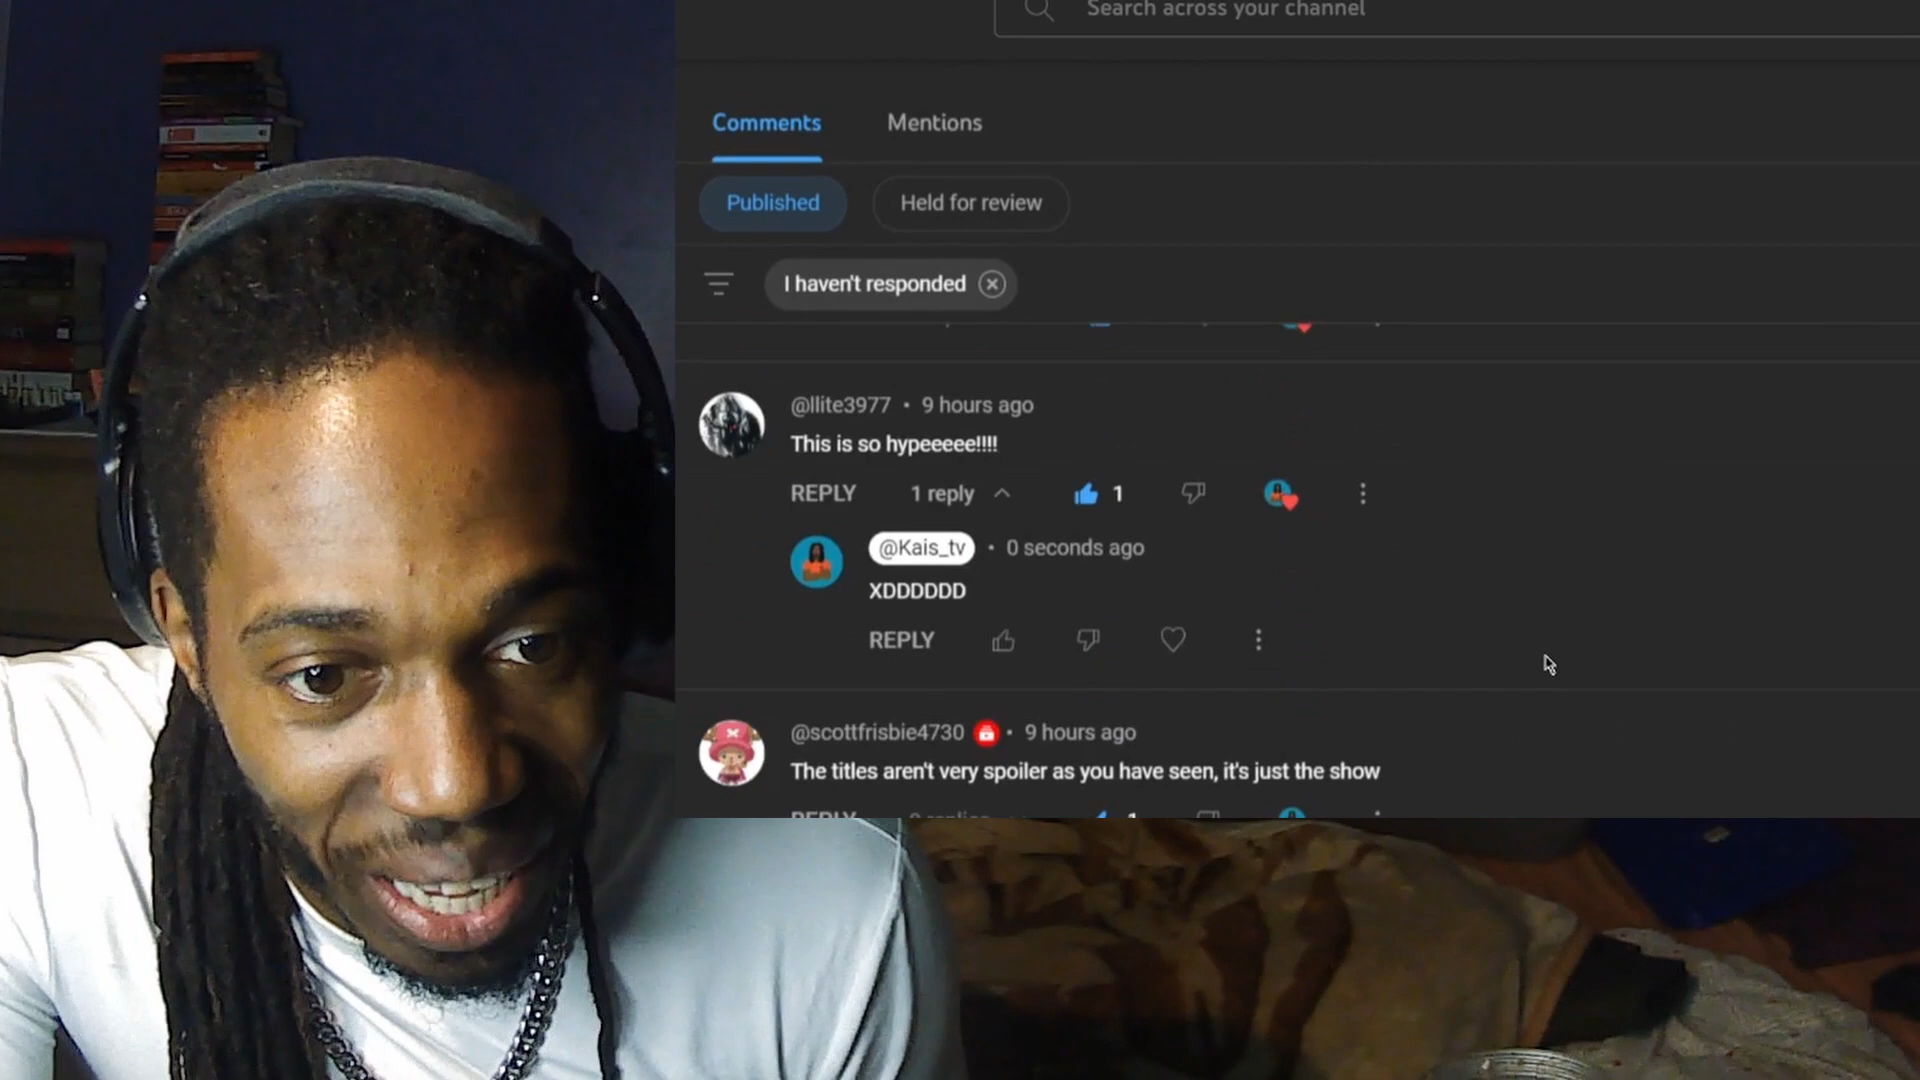 Search across your channel
Comments Mentions
Published Held for review
I haven't responded
@llite3977 • 9 hours ago
This is so hypeeeee!!!!
REPLY 1 reply 1
@Kais_tv • 0 seconds ago
XDDDDDD
REPLY
@scottfrisbie4730 • 9 hours ago
The titles aren't very spoiler as you have seen, it's just the show
REPLY